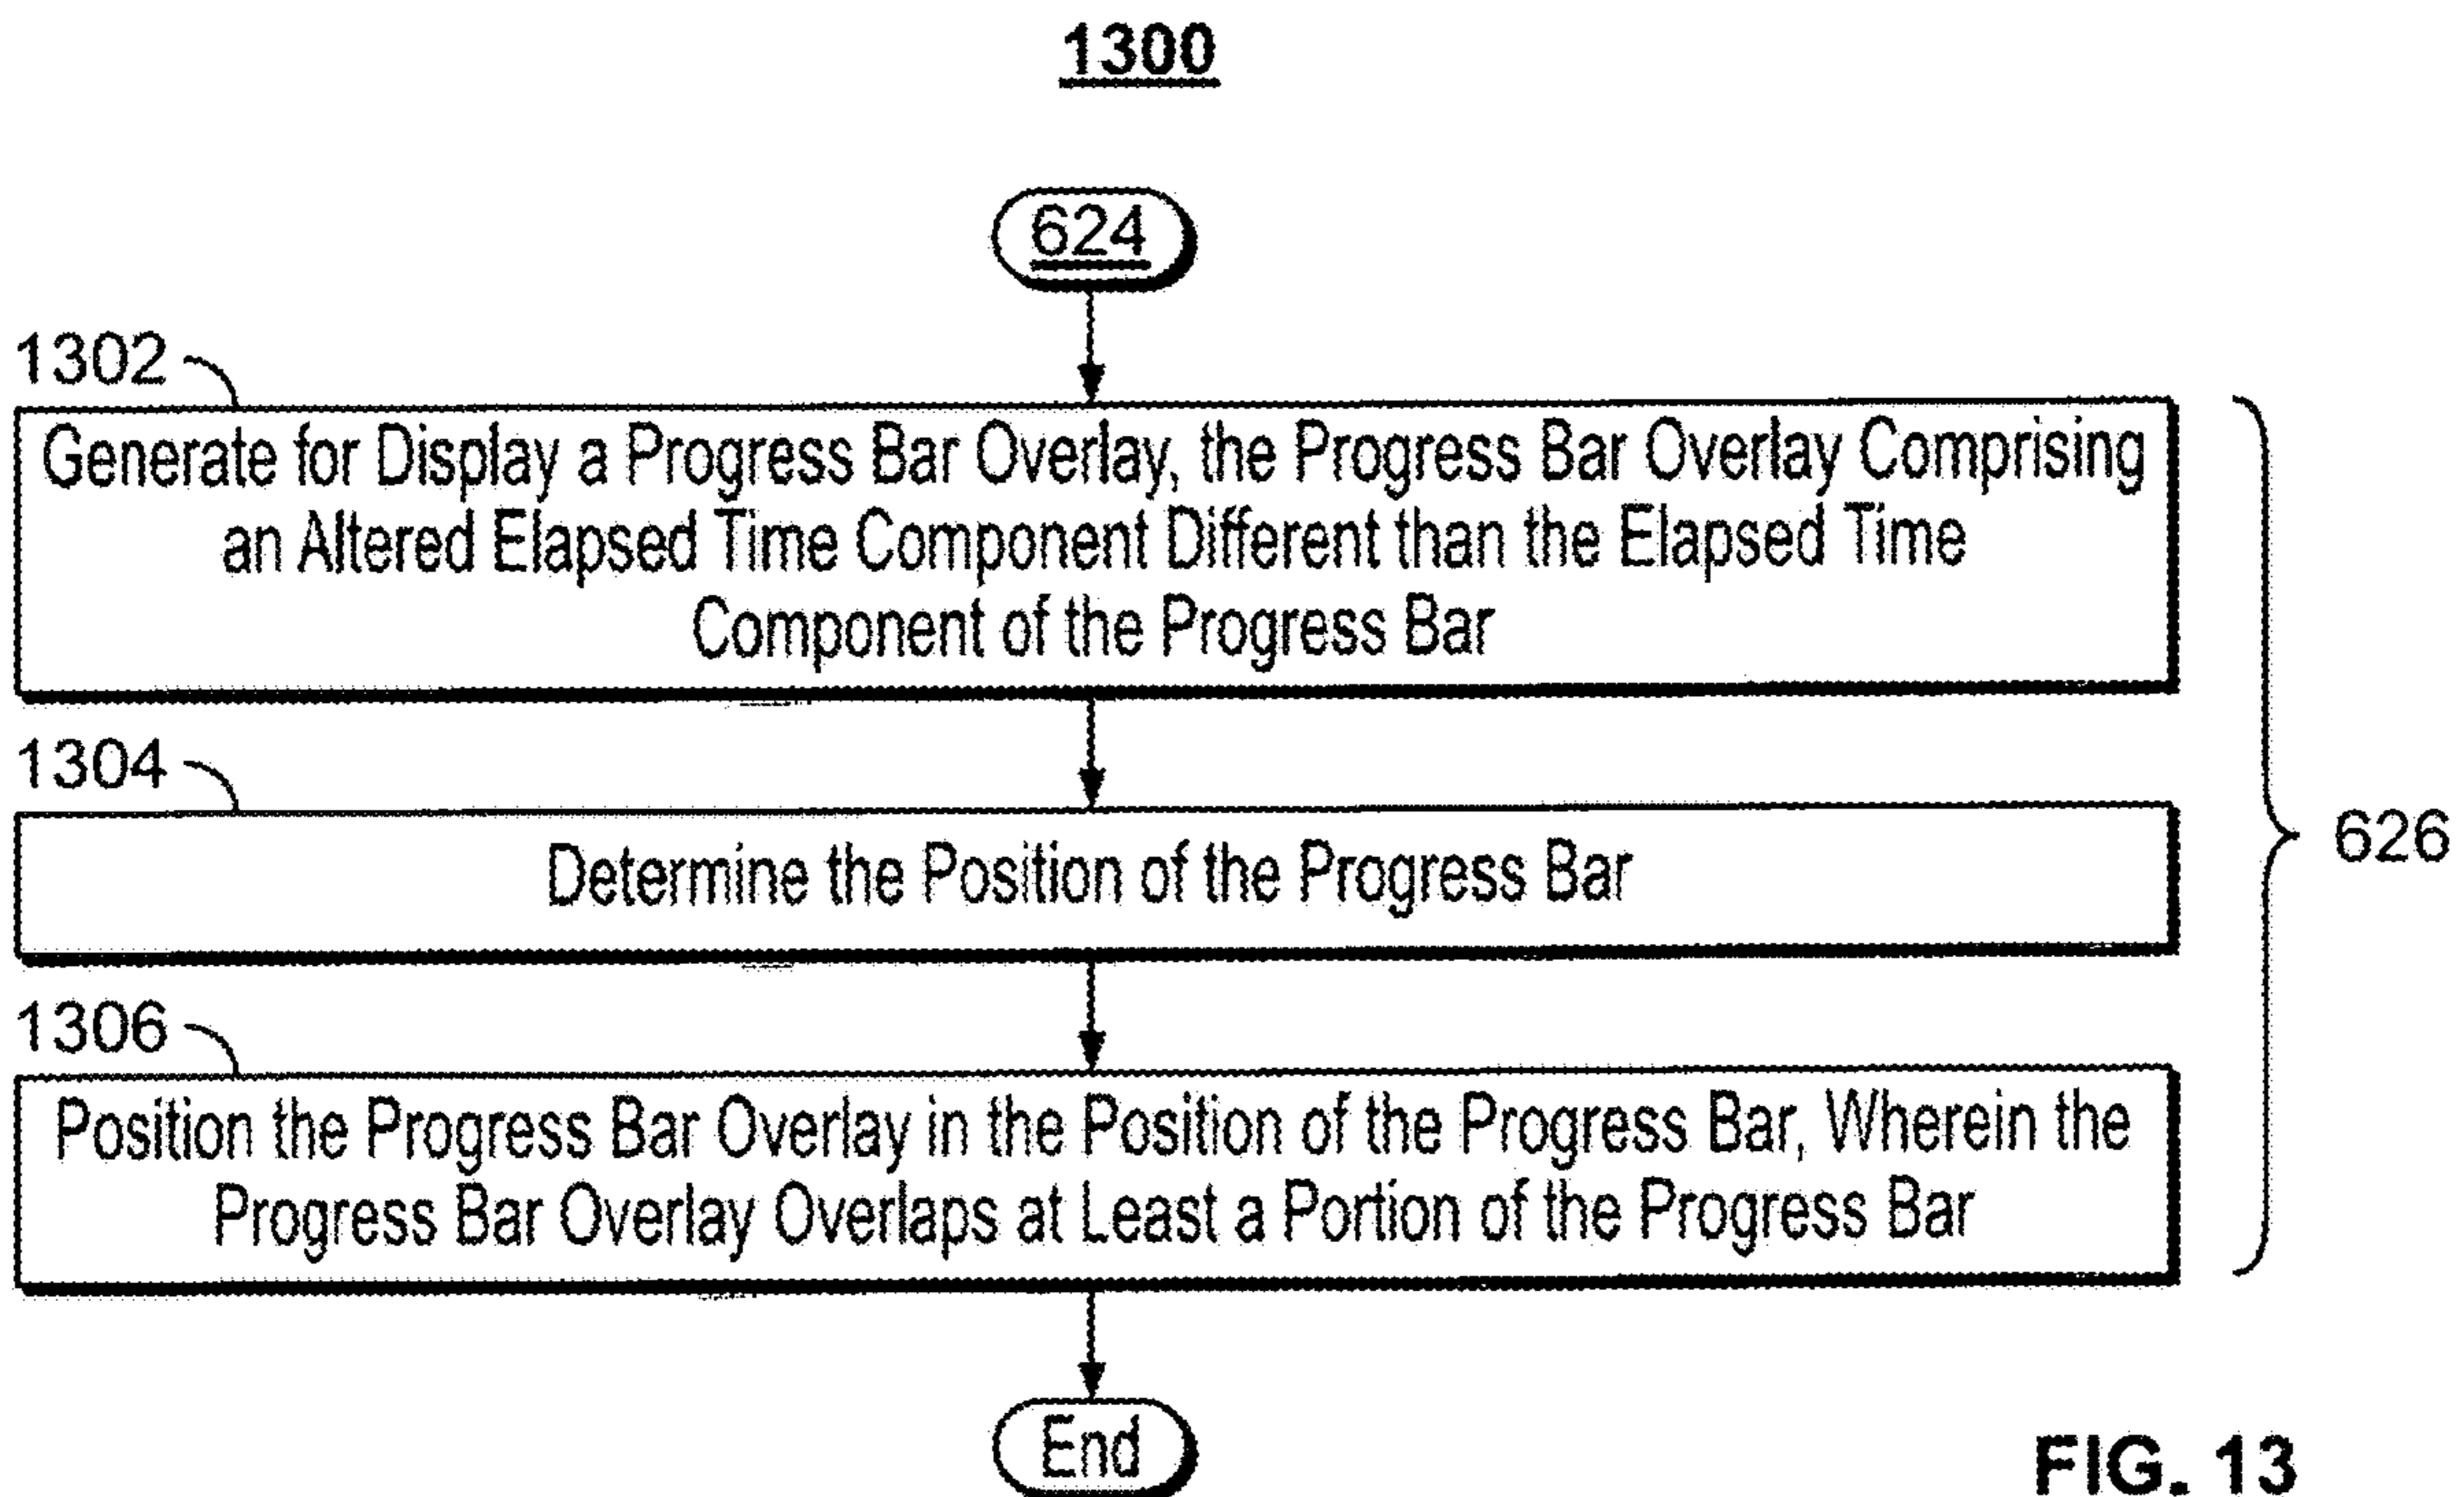 1300
624
1302
Generate for Display a Progress Bar Overlay, the Progress Bar Overlay Comprising
an Altered Elapsed Time Component Different than the Elapsed Time
Component of the Progress Bar
1304
Determine the Position of the Progress Bar
626
1306
Position the Progress Bar Overlay in the Position of the Progress Bar, Wherein the
Progress Bar Overlay Overlaps at Least a Portion of the Progress Bar
End
FIG. 13